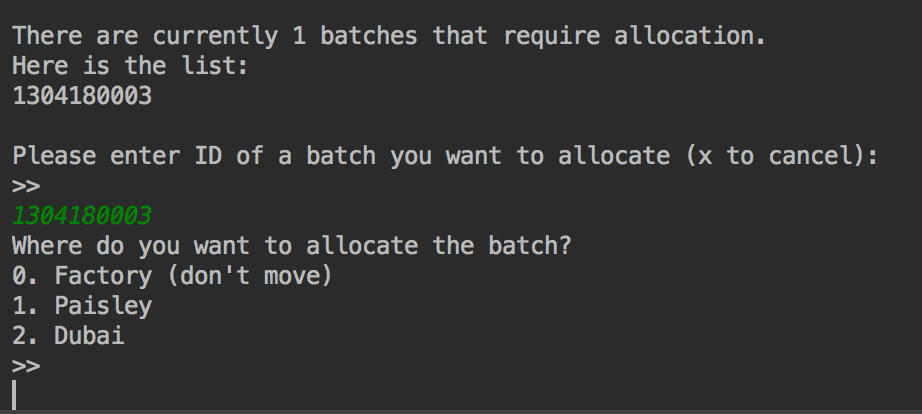 There are currently 1 batches that require allocation.
Here is the list:
1304180003
Please enter ID of a batch you want to allocate (x to cancel):
>>
1304180003
Where do you want to allocate the batch?
0. Factory (don't move)
1. Paisley
2. Dubai
>>